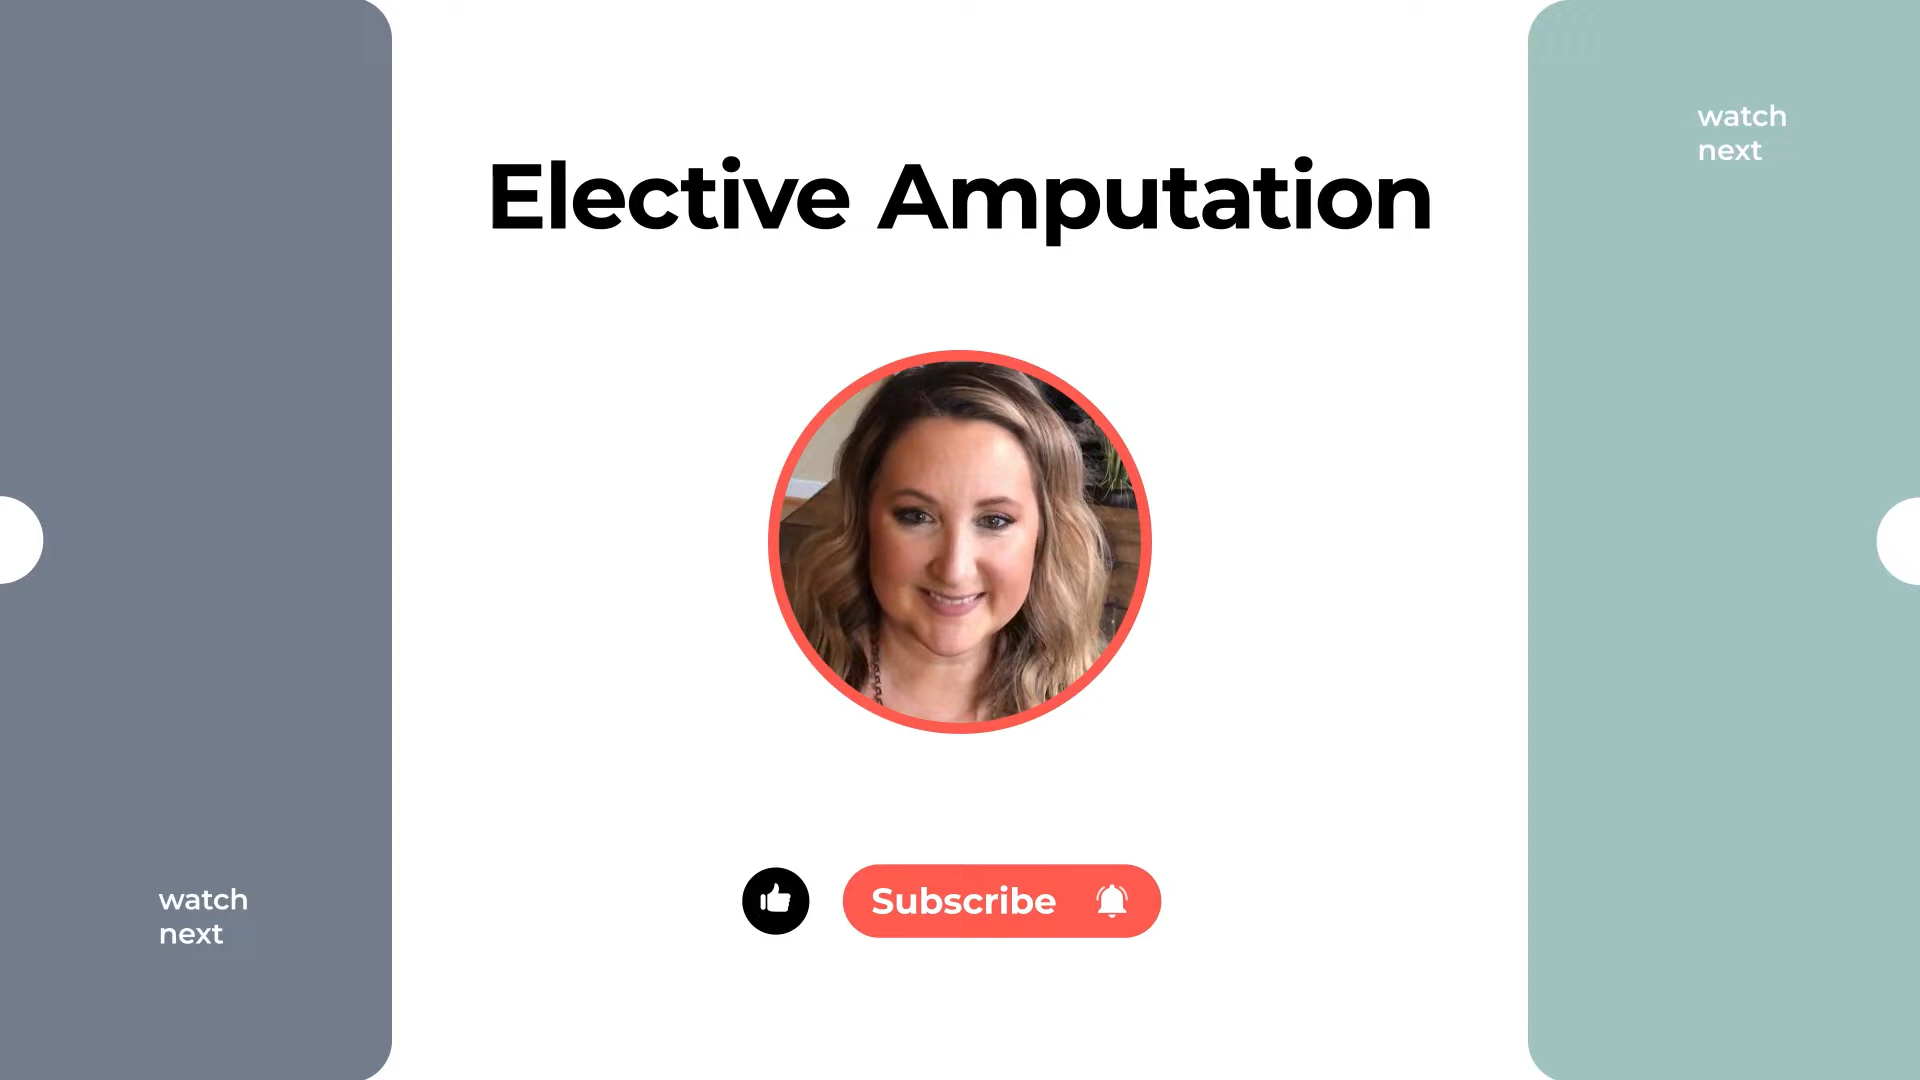 Elective Amputation
watch
next
Subscribe
watch
next